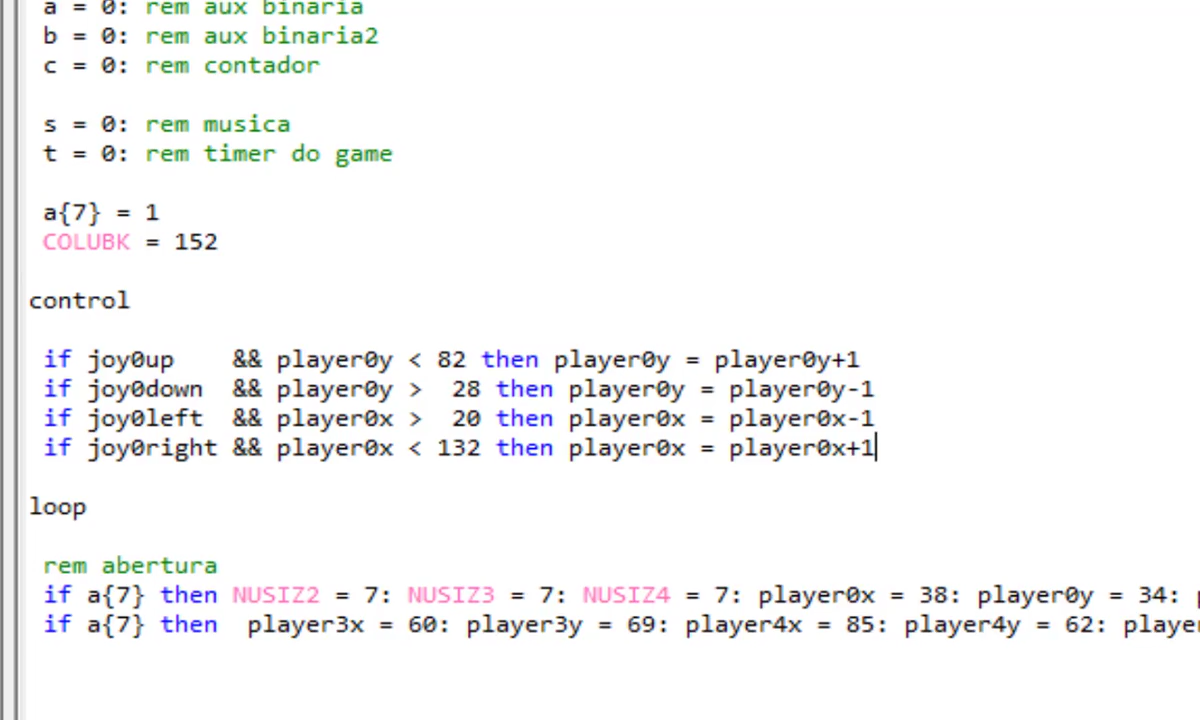 a = 0: rem aux binaria
b = 0: rem aux binaria2
c = 0: rem contador
s = 0: rem musica
t = 0: rem timer do game
a{7} = 1
COLUBK = 152
control
if joy0up    && player0y < 82 then player0y = player0y+1
if joy0down  && player0y >  28 then player0y = player0y-1
if joy0left  && player0x >  20 then player0x = player0x-1
if joy0right && player0x < 132 then player0x = player0x+1
loop
rem abertura
if a{7} then NUSIZ2 = 7: NUSIZ3 = 7: NUSIZ4 = 7: player0x = 38: player0y = 34:
if a{7} then  player3x = 60: player3y = 69: player4x = 85: player4y = 62: playe